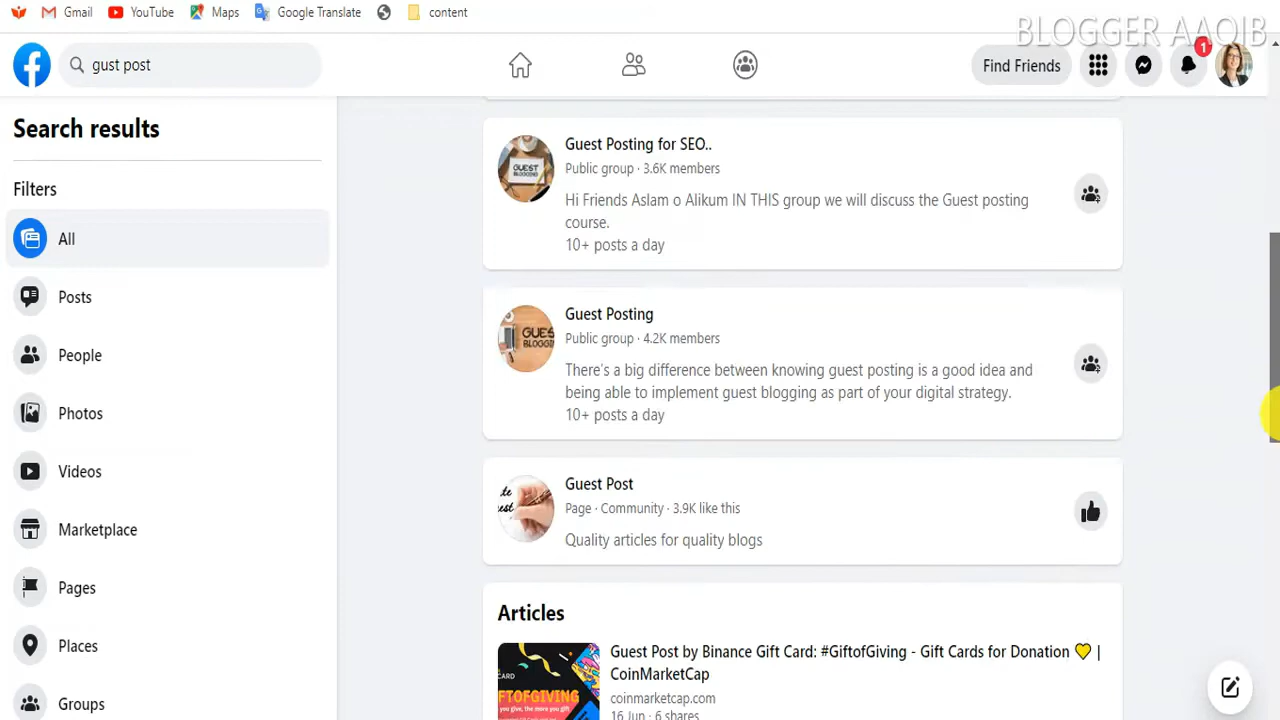 Gmail
YouTube
Maps
Google Translate
content
BLOGGER AAQIB
gust post
Find Friends
1
Search results
Filters
All
Posts
People
Photos
Videos
Marketplace
Pages
Places
Groups
Guest Posting for SEO..
Public group · 3.6K members
Hi Friends Aslam o Alikum IN THIS group we will discuss the Guest posting
course.
10+ posts a day
Guest Posting
Public group · 4.2K members
There's a big difference between knowing guest posting is a good idea and
being able to implement guest blogging as part of your digital strategy.
10+ posts a day
Guest Post
Page · Community · 3.9K like this
Quality articles for quality blogs
Articles
Guest Post by Binance Gift Card: #GiftofGiving - Gift Cards for Donation 💛 |
CoinMarketCap
coinmarketcap.com
16 Jun · 6 shares